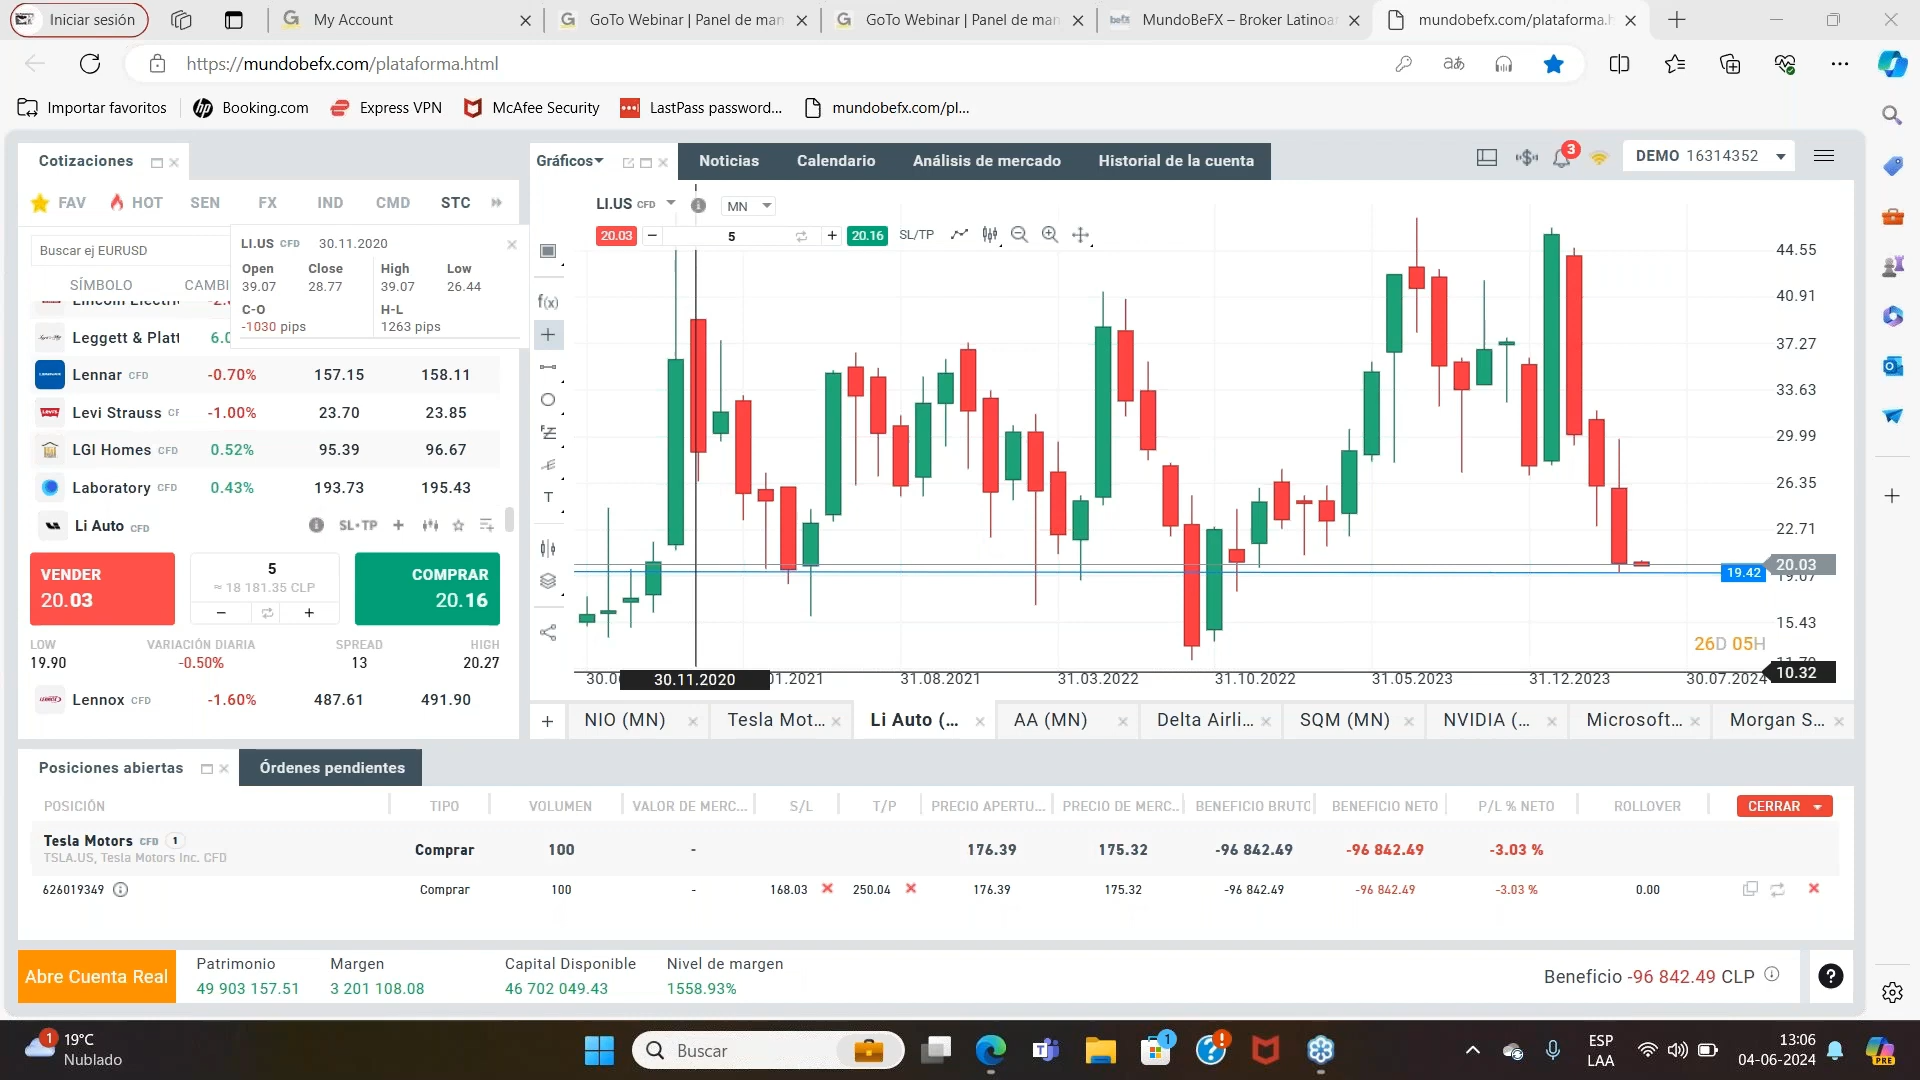 Iniciar sesión
My Account
GoTo Webinar | Panel de man
GoTo Webinar | Panel de man
MundoBeFX – Broker Latinoa
mundobefx.com/plataforma.h
https://mundobefx.com/plataforma.html
Importar favoritos
Booking.com
Express VPN
McAfee Security
LastPass password...
mundobefx.com/pl...
Cotizaciones
FAV HOT SEN FX IND CMD STC
Buscar ej EURUSD
SÍMBOLO CAMBI
LI.US CFD 30.11.2020
Open Close High Low
39.07 28.77 39.07 26.44
C-O H-L
-1030 pips 1263 pips
Leggett & Platt 6.0
Lennar CFD -0.70% 157.15 158.11
Levi Strauss CF -1.00% 23.70 23.85
LGI Homes CFD 0.52% 95.39 96.67
Laboratory CFD 0.43% 193.73 195.43
Li Auto CFD SL+TP
VENDER 5 COMPRAR
20.03 ≈ 18 181.35 CLP 20.16
− +
LOW VARIACIÓN DIARIA SPREAD HIGH
19.90 -0.50% 13 20.27
Lennox CFD -1.60% 487.61 491.90
Gráficos Noticias Calendario Análisis de mercado Historial de la cuenta
3
DEMO 16314352
LI.US CFD MN
20.03 − 5 + 20.16 SL/TP
f(x)
T
44.55
40.91
37.27
33.63
29.99
26.35
22.71
20.03
19.42
19.07
15.43
26D 05H
10.32
30.11.2020 31.08.2021 31.03.2022 31.10.2022 31.05.2023 31.12.2023 30.07.2024
+ NIO (MN) Tesla Mot... Li Auto (... AA (MN) Delta Airli... SQM (MN) NVIDIA (... Microsoft... Morgan S...
Posiciones abiertas Órdenes pendientes
POSICIÓN TIPO VOLUMEN VALOR DE MERC... S/L T/P PRECIO APERTU... PRECIO DE MERC... BENEFICIO BRUTO BENEFICIO NETO P/L % NETO ROLLOVER CERRAR
Tesla Motors CFD 1 Comprar 100 - 176.39 175.32 -96 842.49 -96 842.49 -3.03 %
TSLA.US, Tesla Motors Inc. CFD
626019349 Comprar 100 - 168.03 250.04 176.39 175.32 -96 842.49 -96 842.49 -3.03 % 0.00
Abre Cuenta Real
Patrimonio Margen Capital Disponible Nivel de margen
49 903 157.51 3 201 108.08 46 702 049.43 1558.93%
Beneficio -96 842.49 CLP
1 19°C
Nublado
Buscar
1
ESP
LAA
13:06
04-06-2024
PRE